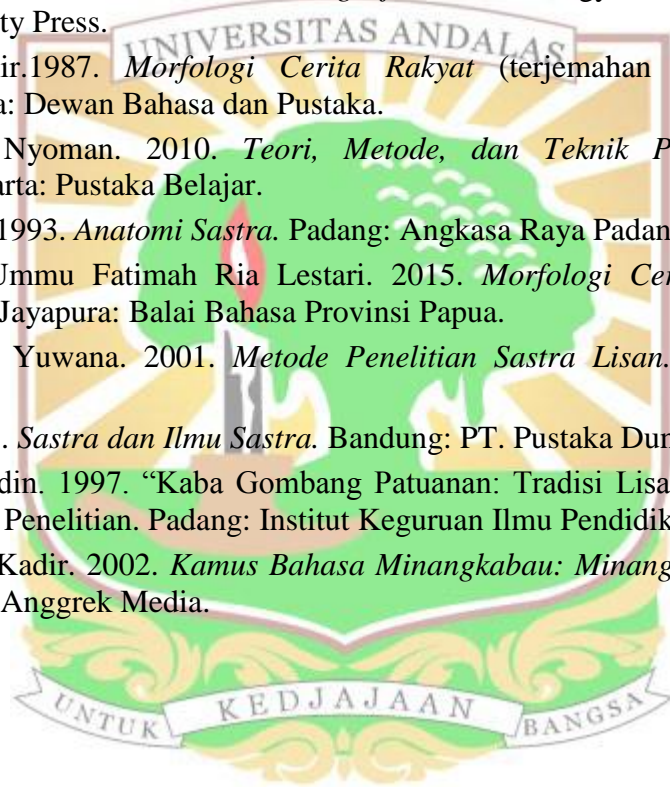 ty Press.
UNIVERSITAS ANDALAS
ir.1987. Morfologi Cerita Rakyat (terjemahan
a: Dewan Bahasa dan Pustaka.
Nyoman. 2010. Teori, Metode, dan Teknik P
arta: Pustaka Belajar.
1993. Anatomi Sastra. Padang: Angkasa Raya Padan
Ummu Fatimah Ria Lestari. 2015. Morfologi Cer
Jayapura: Balai Bahasa Provinsi Papua.
Yuwana. 2001. Metode Penelitian Sastra Lisan.
. Sastra dan Ilmu Sastra. Bandung: PT. Pustaka Dun
din. 1997. “Kaba Gombang Patuanan: Tradisi Lisa
Penelitian. Padang: Institut Keguruan Ilmu Pendidik
Kadir. 2002. Kamus Bahasa Minangkabau: Minang
Anggrek Media.
UNTUK KEDJAJAAN BANGSA